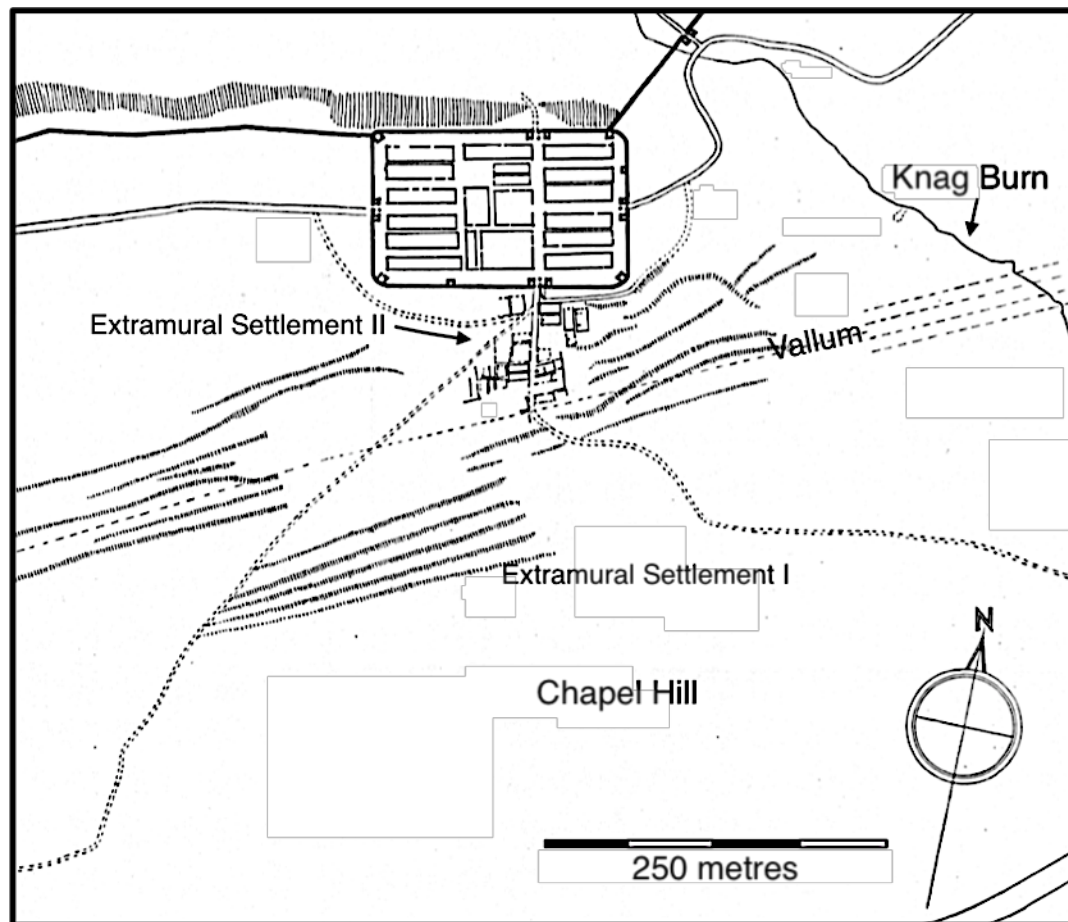 Knag Burn
Extramural Settlement II
Vallum
Extramural Settlement I
N
Chapel Hill
250 metres